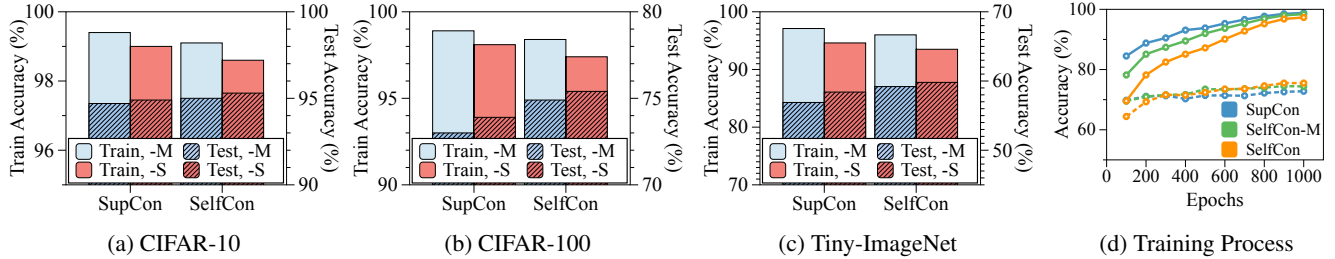 Train Accuracy (%)
100
98
96
100
95
90
Test Accuracy (%)
Train, -M
Test, -M
Train, -S
Test, -S
SupCon
SelfCon
(a) CIFAR-10
Train Accuracy (%)
100
95
90
80
75
70
Test Accuracy (%)
Train, -M
Test, -M
Train, -S
Test, -S
SupCon
SelfCon
(b) CIFAR-100
Train Accuracy (%)
100
90
80
70
70
60
50
Test Accuracy (%)
Train, -M
Test, -M
Train, -S
Test, -S
SupCon
SelfCon
(c) Tiny-ImageNet
Accuracy (%)
100
80
60
SupCon
SelfCon-M
SelfCon
200 400 600 800 1000
Epochs
(d) Training Process